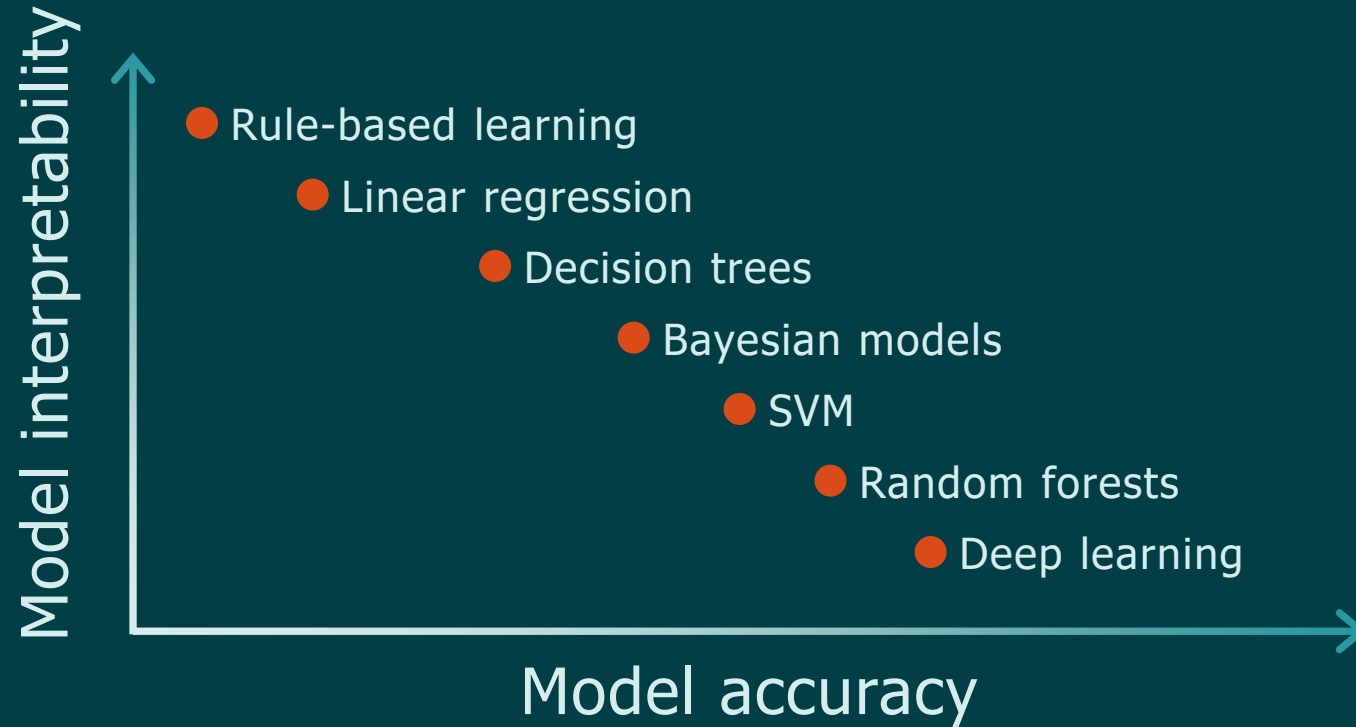 Model interpretability
Rule-based learning
Linear regression
Decision trees
Bayesian models
SVM
Random forests
Deep learning
Model accuracy